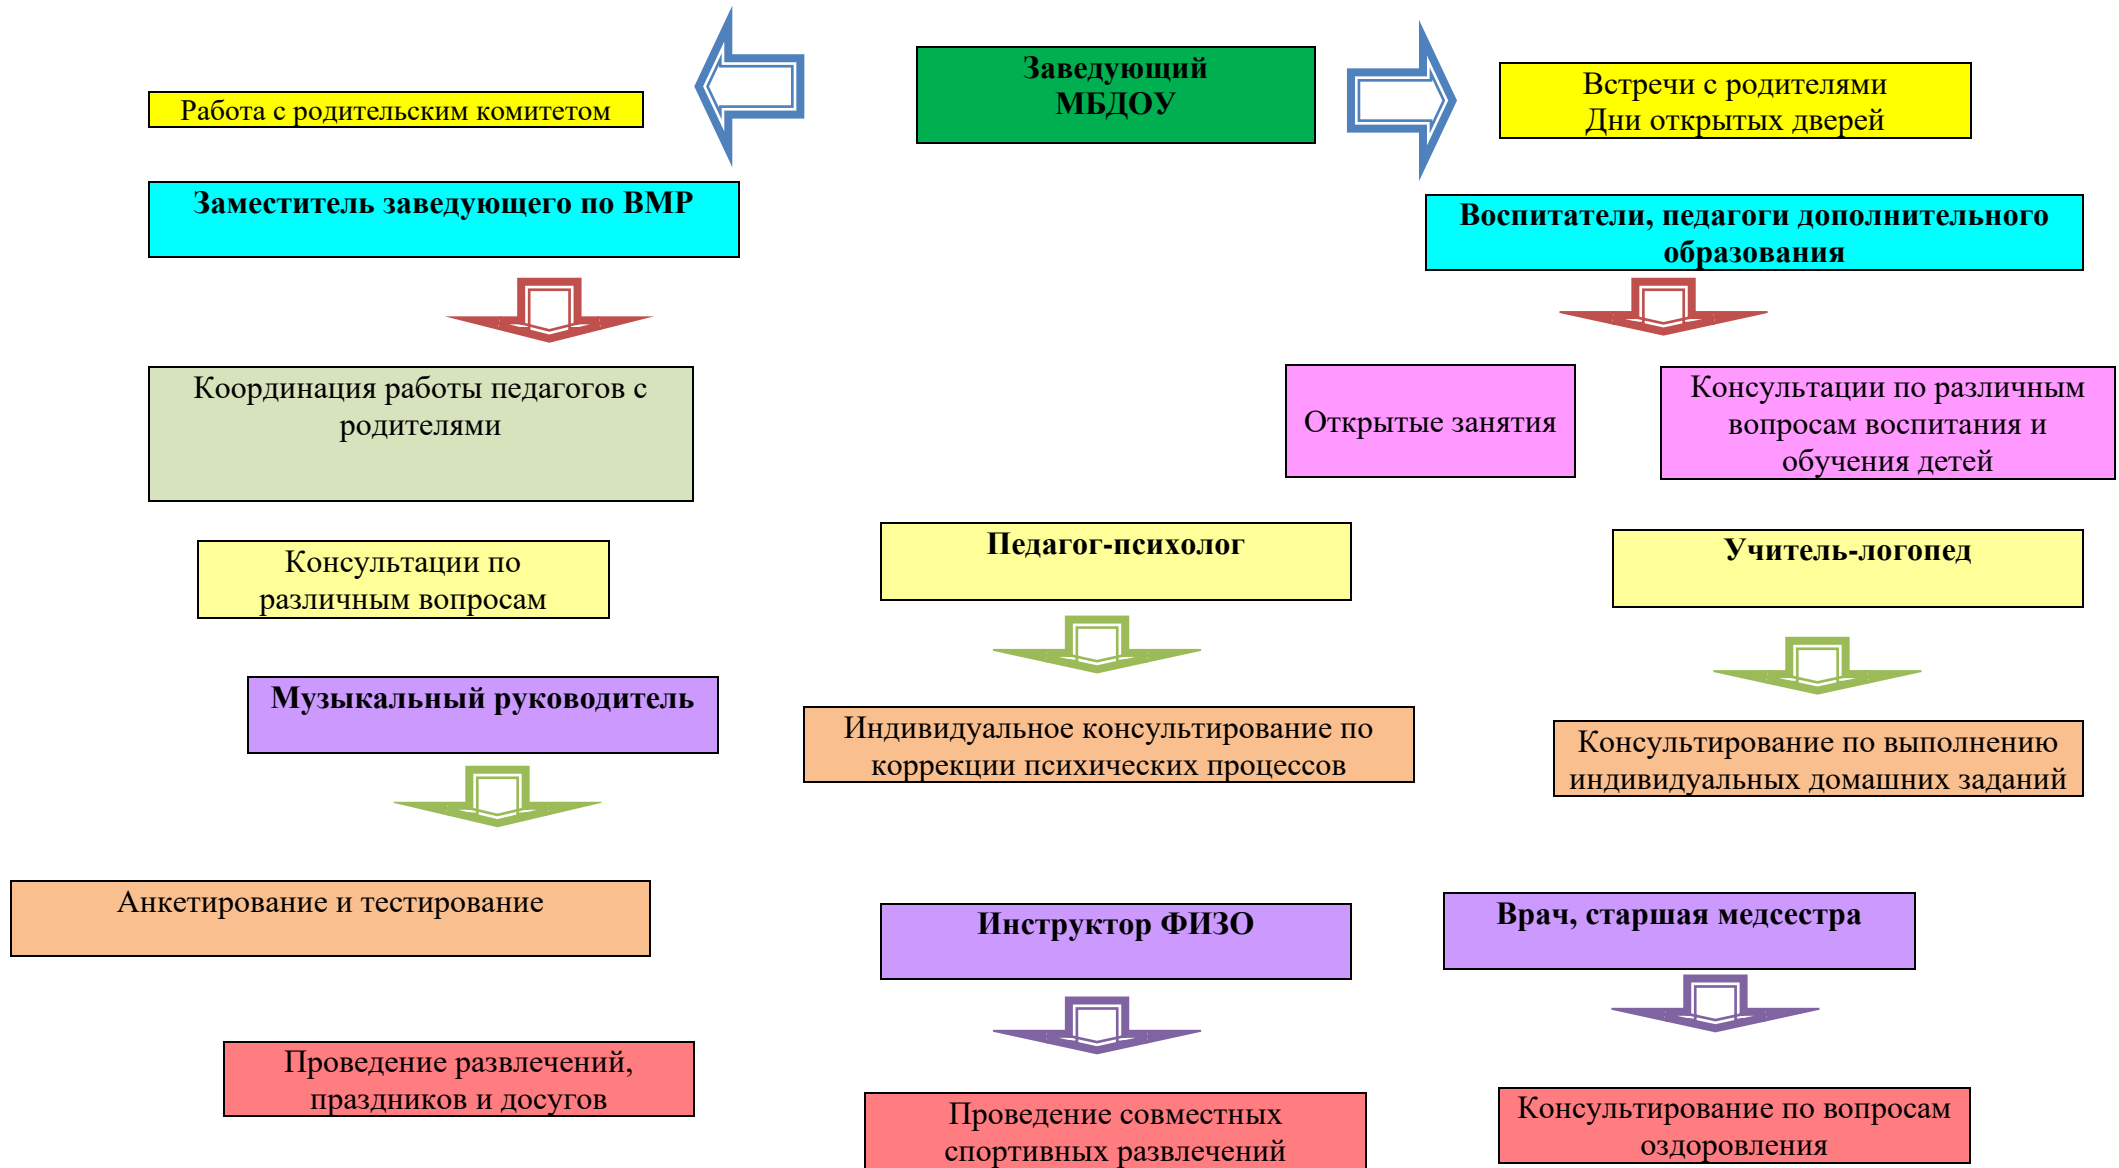 Заведующий
МБДОУ
Работа с родительским комитетом
Встречи с родителями
Дни открытых дверей
Заместитель заведующего по ВМР
Воспитатели, педагоги дополнительного
образования
Координация работы педагогов с
родителями
Открытые занятия
Консультации по различным
вопросам воспитания и
обучения детей
Консультации по
различным вопросам
Педагог-психолог
Учитель-логопед
Музыкальный руководитель
Индивидуальное консультирование по
коррекции психических процессов
Консультирование по выполнению
индивидуальных домашних заданий
Анкетирование и тестирование
Инструктор ФИЗО
Врач, старшая медсестра
Проведение развлечений,
праздников и досугов
Проведение совместных
спортивных развлечений
Консультирование по вопросам
оздоровления